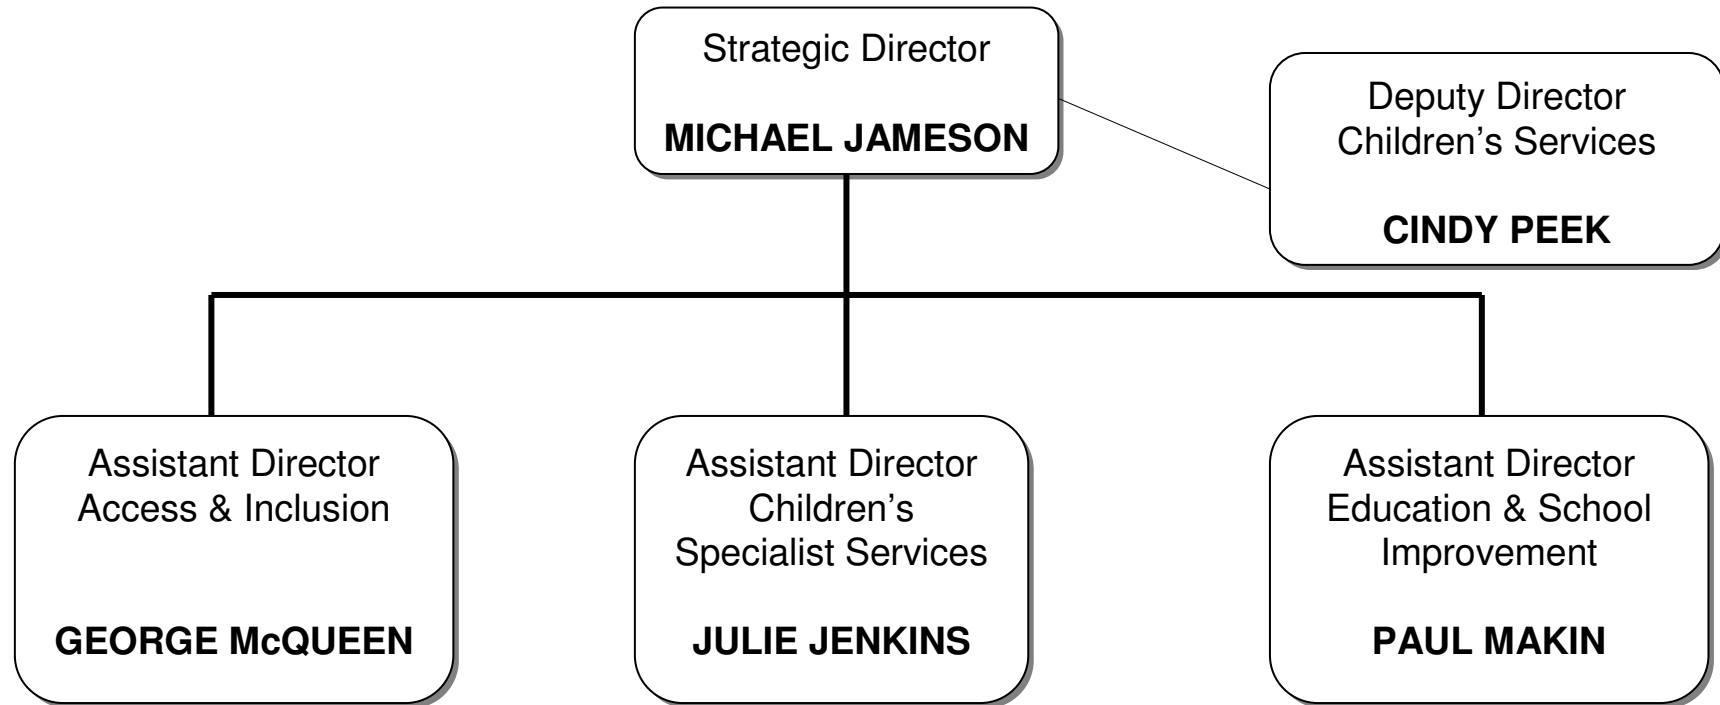 Strategic Director
MICHAEL JAMESON
Deputy Director
Children’s Services
CINDY PEEK
Assistant Director
Access & Inclusion
GEORGE McQUEEN
Assistant Director
Children’s
Specialist Services
JULIE JENKINS
Assistant Director
Education & School
Improvement
PAUL MAKIN